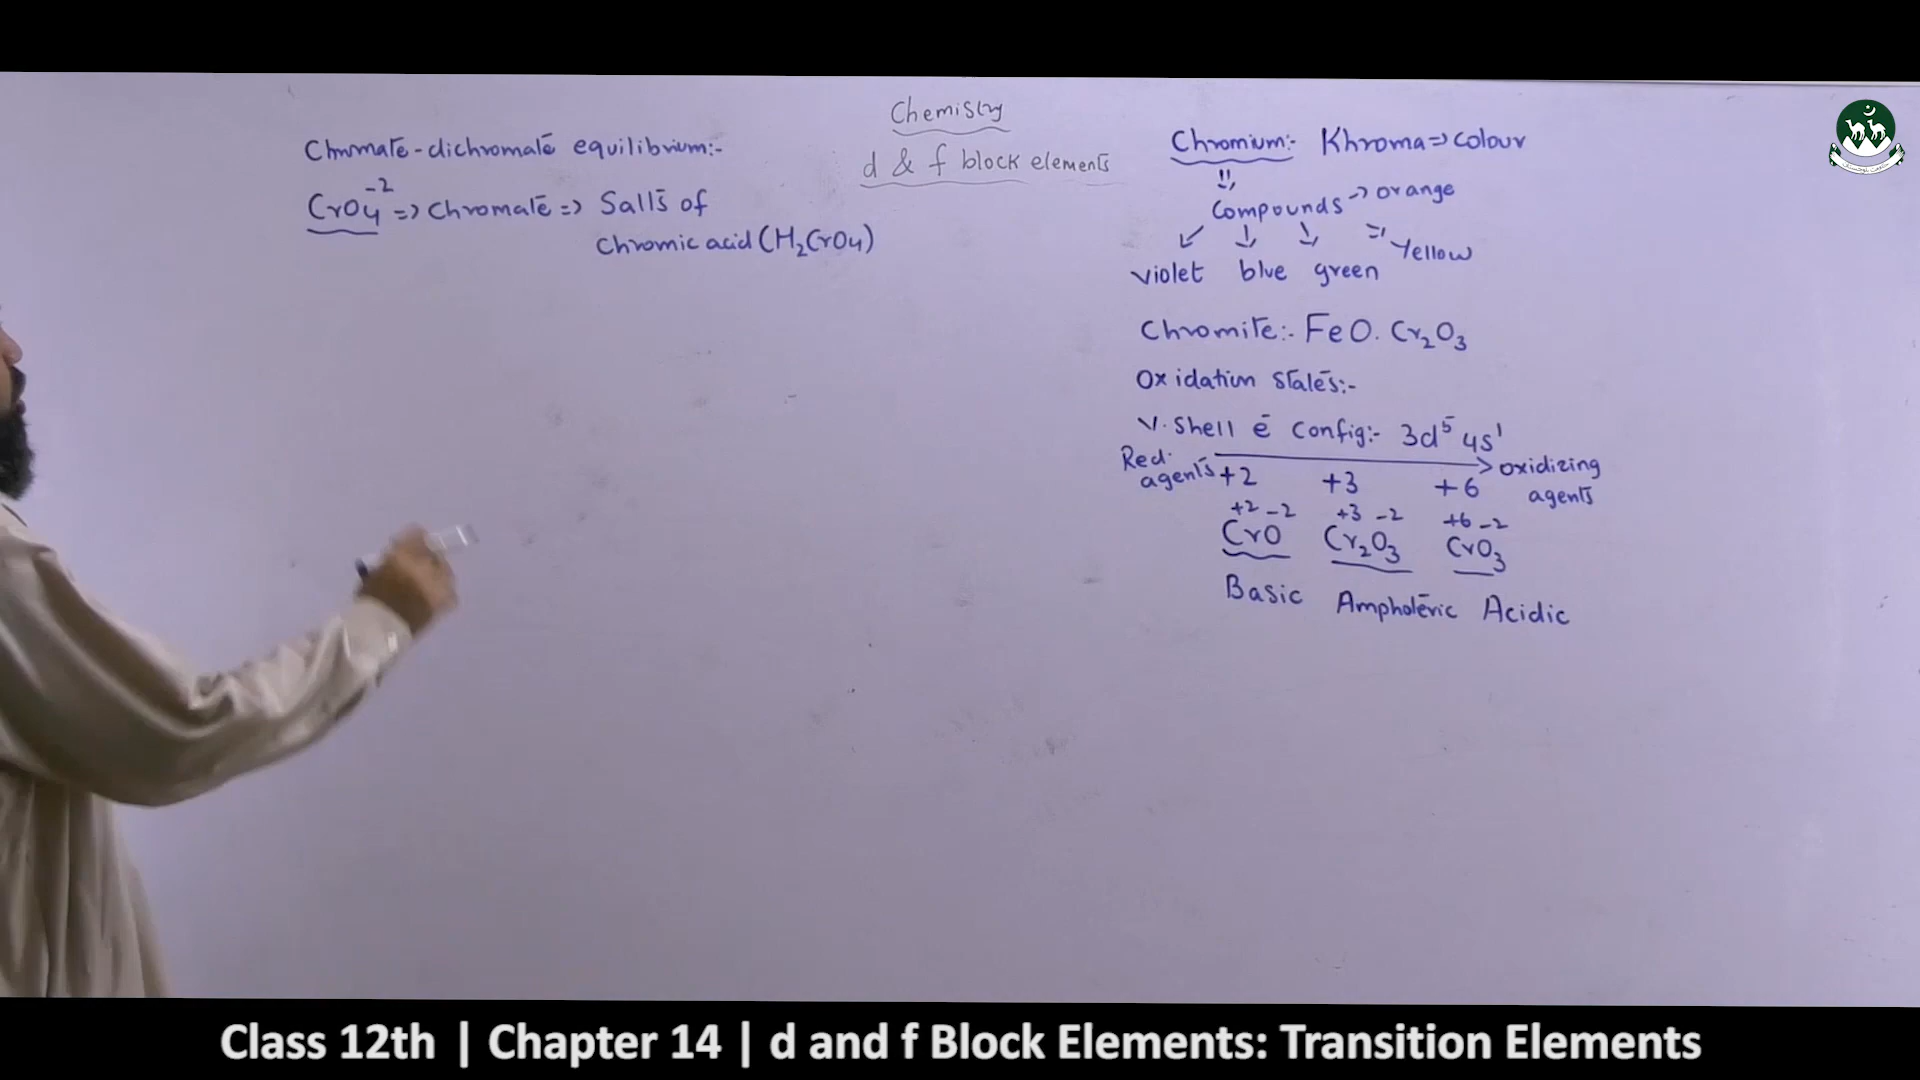 Chemistry
d & f block elements
Chromate-dichromate equilibrium:-
CrO₄⁻² => Chromate => Salts of
Chromic acid (H₂CrO₄)
Chromium:- Khroma => Colour
Compounds -> orange
violet blue green Yellow
Chromite:- FeO.Cr₂O₃
Oxidation states:-
V. Shell ē Config:- 3d⁵ 4s¹
Red. agents oxidizing agents
+2 +3 +6
+2 -2 +3 -2 +6 -2
CrO Cr₂O₃ CrO₃
Basic Amphoteric Acidic
Class 12th | Chapter 14 | d and f Block Elements: Transition Elements